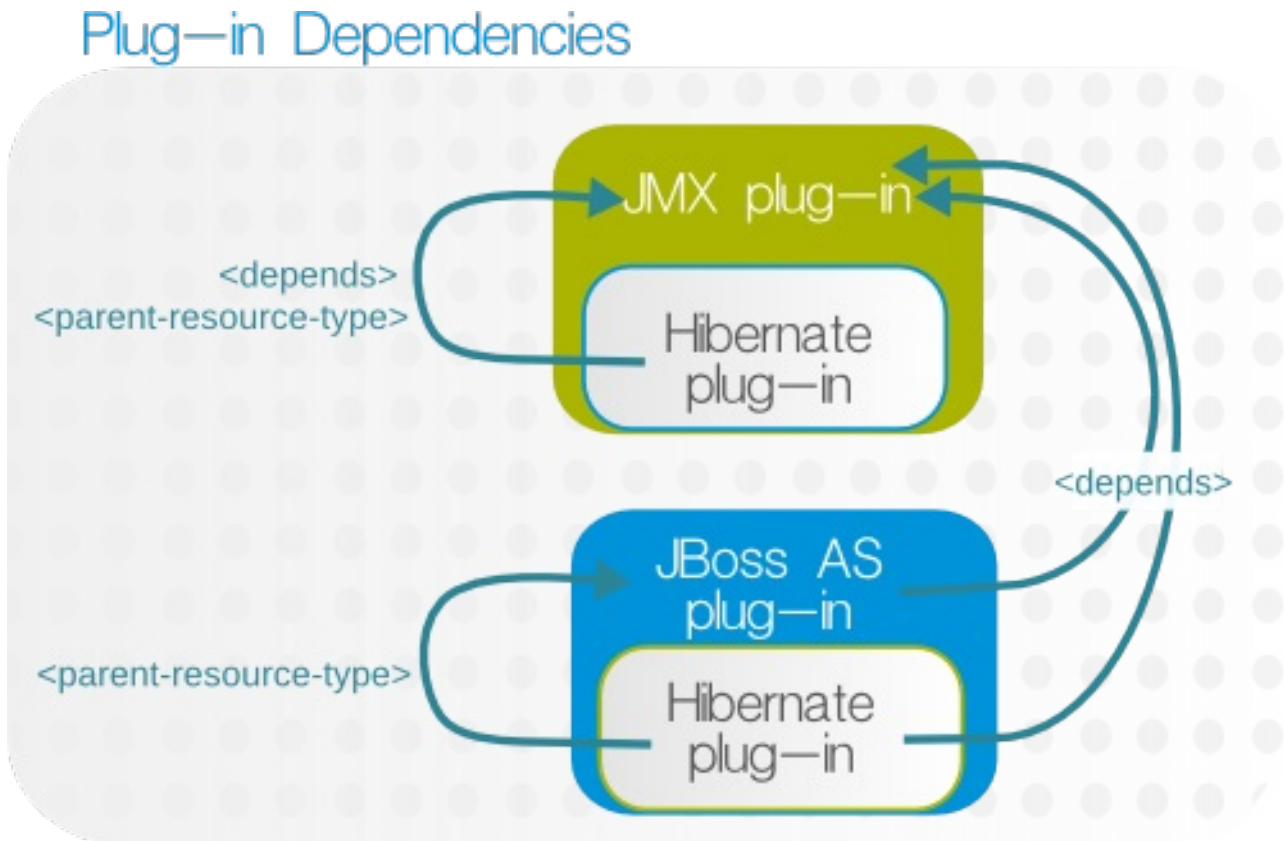 Plug-in Dependencies
JMX plug-in
<depends>
<parent-resource-type>
Hibernate
plug-in
<depends>
JBoss AS
plug-in
<parent-resource-type>
Hibernate
plug-in